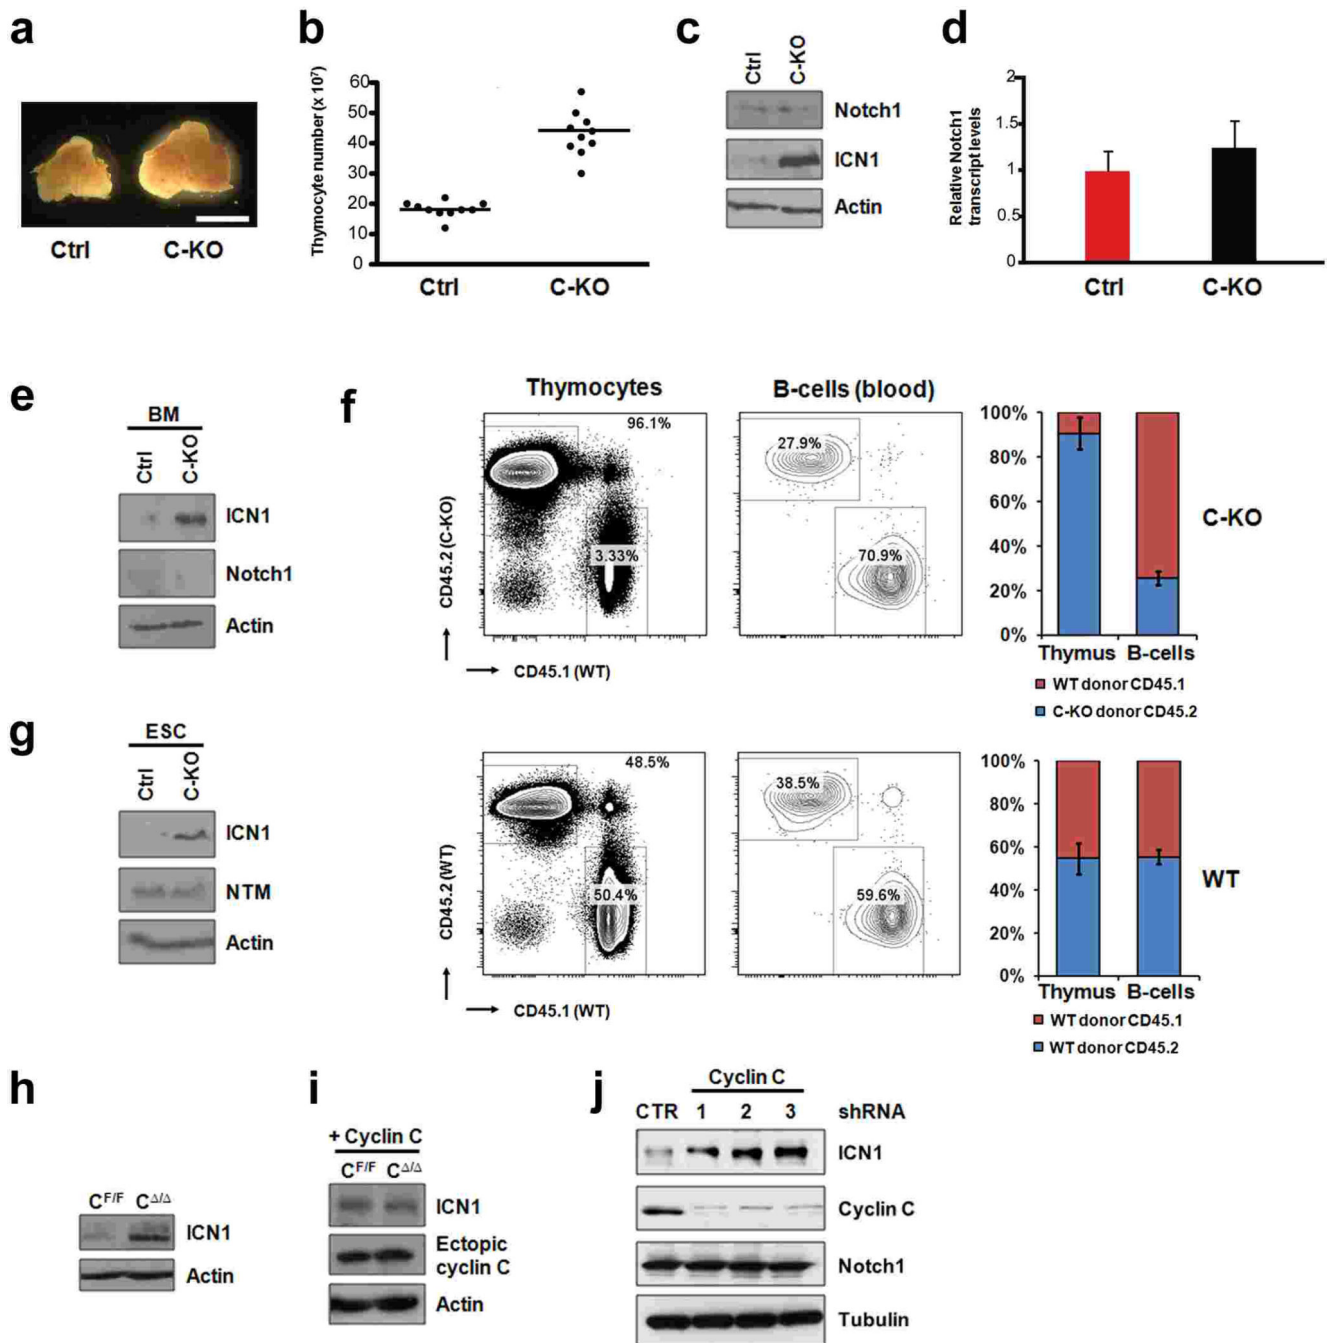 a
Ctrl
C-KO
b
Thymocyte number (x 10⁷)
60
50
40
30
20
10
0
Ctrl
C-KO
c
Ctrl
C-KO
Notch1
ICN1
Actin
d
Relative Notch1
transcript levels
2
1.5
1
0.5
0
Ctrl
C-KO
e
BM
Ctrl
C-KO
ICN1
Notch1
Actin
f
Thymocytes
B-cells (blood)
96.1%
3.33%
27.9%
70.9%
CD45.2 (C-KO)
CD45.1 (WT)
100%
80%
60%
40%
20%
0%
Thymus
B-cells
C-KO
WT donor CD45.1
C-KO donor CD45.2
48.5%
50.4%
38.5%
59.6%
CD45.2 (WT)
CD45.1 (WT)
100%
80%
60%
40%
20%
0%
Thymus
B-cells
WT
WT donor CD45.1
WT donor CD45.2
g
ESC
Ctrl
C-KO
ICN1
NTM
Actin
h
C^F/F C^Δ/Δ
ICN1
Actin
i
+ Cyclin C
C^F/F C^Δ/Δ
ICN1
Ectopic
cyclin C
Actin
j
Cyclin C
CTR 1 2 3 shRNA
ICN1
Cyclin C
Notch1
Tubulin